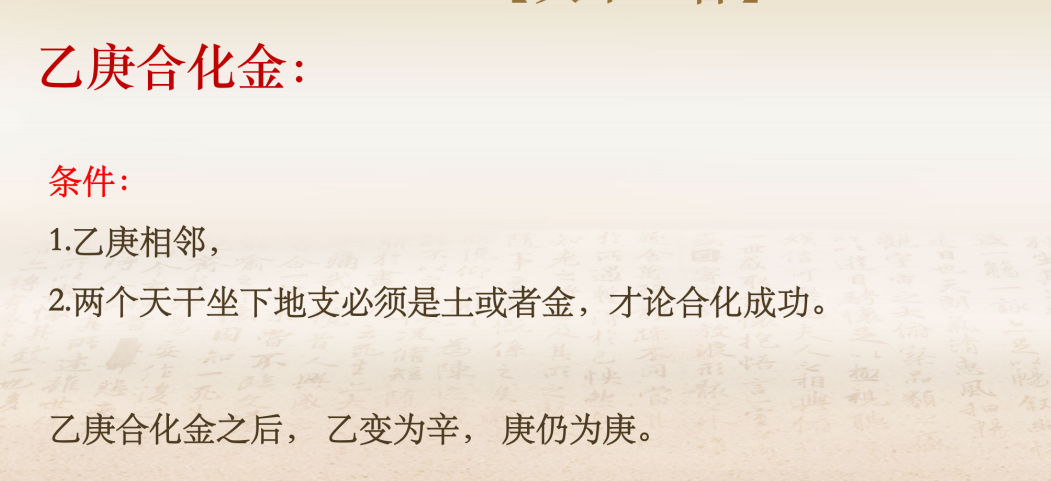 乙庚合化金：
条件：
1.乙庚相邻，
2.两个天干坐下地支必须是土或者金，才论合化成功。
乙庚合化金之后， 乙变为辛， 庚仍为庚。